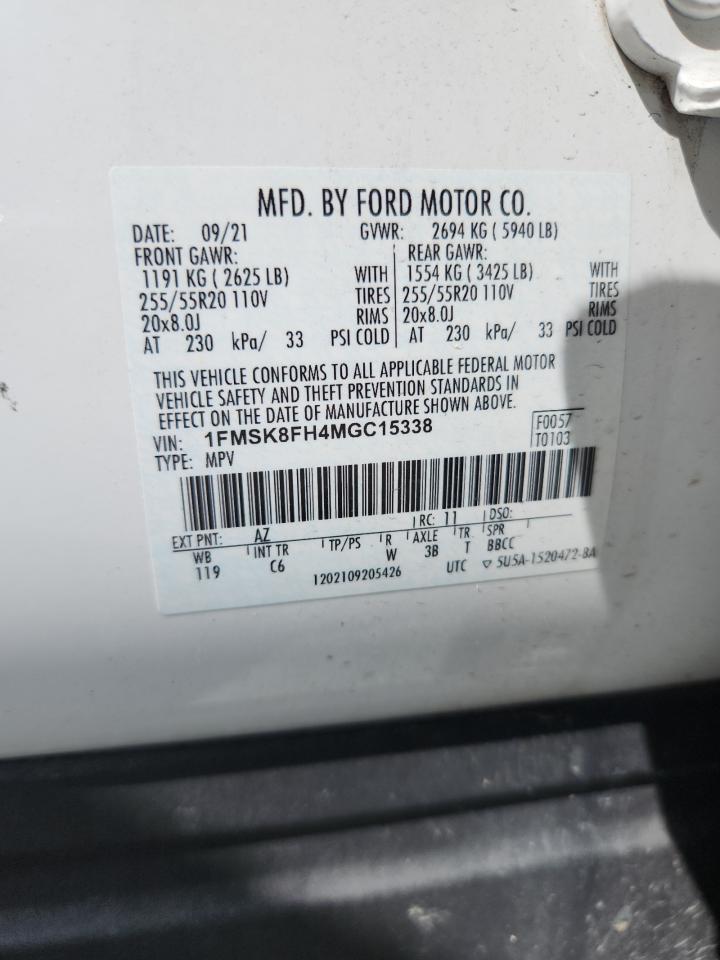 MFD. BY FORD MOTOR CO.
DATE: 09/21 GVWR: 2694 KG ( 5940 LB)
FRONT GAWR: REAR GAWR:
1191 KG ( 2625 LB) WITH 1554 KG ( 3425 LB) WITH
255/55R20 110V TIRES 255/55R20 110V TIRES
20x8.0J RIMS 20x8.0J RIMS
AT 230 kPa/ 33 PSI COLD AT 230 kPa/ 33 PSI COLD
THIS VEHICLE CONFORMS TO ALL APPLICABLE FEDERAL MOTOR
VEHICLE SAFETY AND THEFT PREVENTION STANDARDS IN
EFFECT ON THE DATE OF MANUFACTURE SHOWN ABOVE.
VIN: 1FMSK8FH4MGC15338 F0057
TYPE: MPV T0103
EXT PNT: AZ RC: 11 DSO:
WB INT TR TP/PS R AXLE TR SPR
119 C6 W 3B T BBCC
1202109205426 UTC ▽ 5U5A-1520472-BA